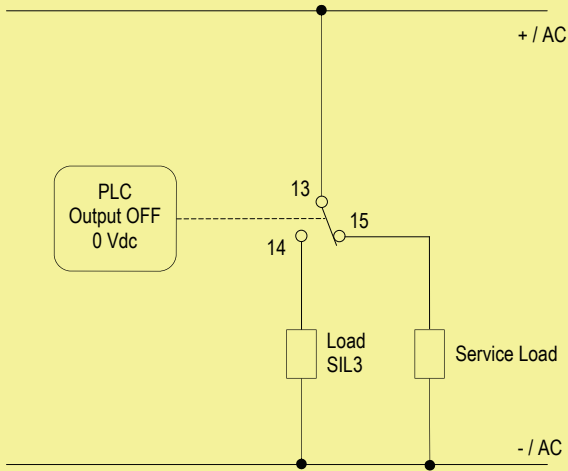 + / AC
PLC
Output OFF
0 Vdc
13
15
14
Load
SIL3
Service Load
- / AC